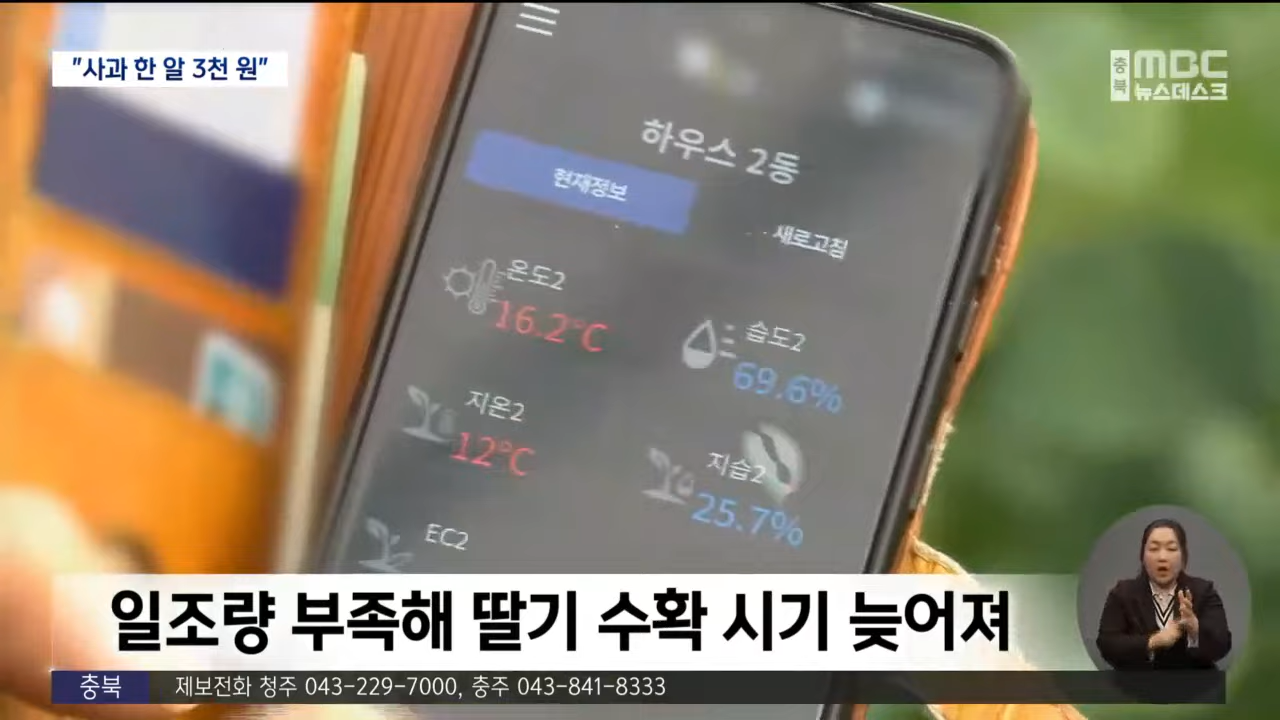 "사과 한 알 3천 원"
충북 MBC
뉴스데스크
하우스 2동
현재정보
새로고침
온도2
16.2℃
습도2
69.6%
지온2
12℃
지습2
25.7%
EC2
일조량 부족해 딸기 수확 시기 늦어져
충북 제보전화 청주 043-229-7000, 충주 043-841-8333